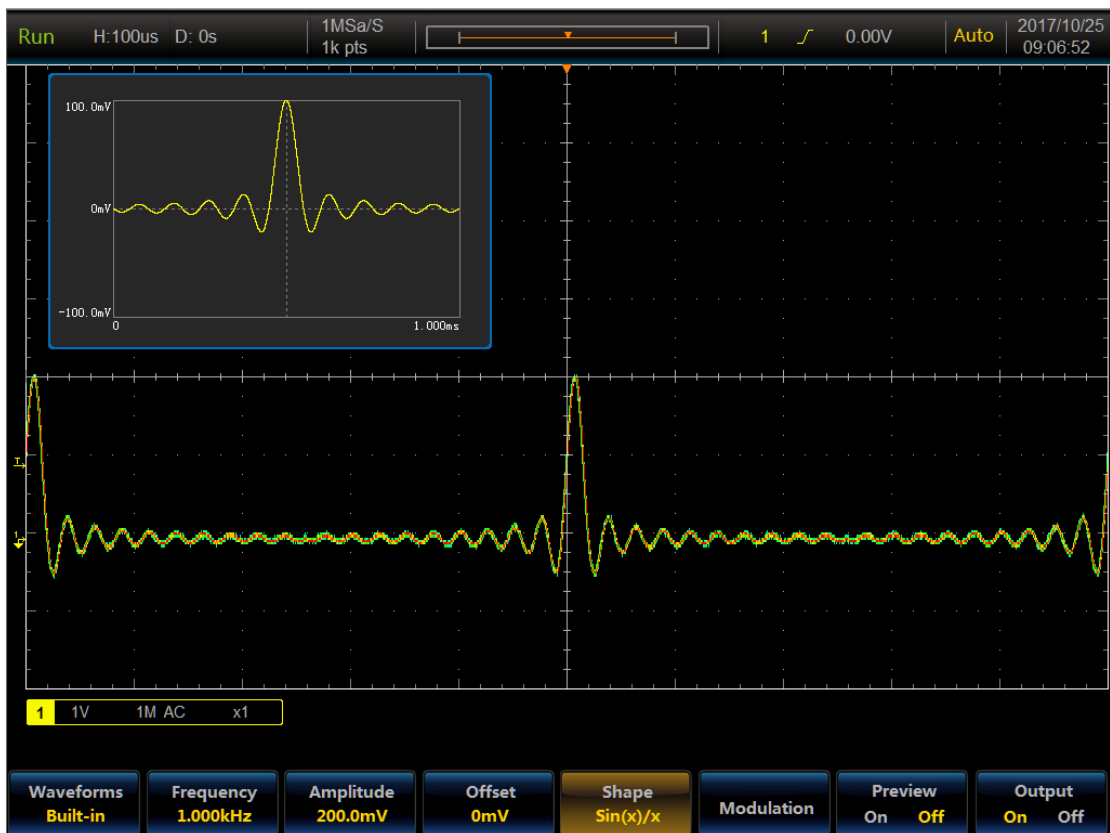 Run H:100us D: 0s 1MSa/S 1 0.00V Auto 2017/10/25
1k pts 09:06:52
100.0mV
0mV
-100.0mV
0 1.000ms
T
1
1 1V 1M AC x1
Waveforms Frequency Amplitude Offset Shape Modulation Preview Output
Built-in 1.000kHz 200.0mV 0mV Sin(x)/x On Off On Off